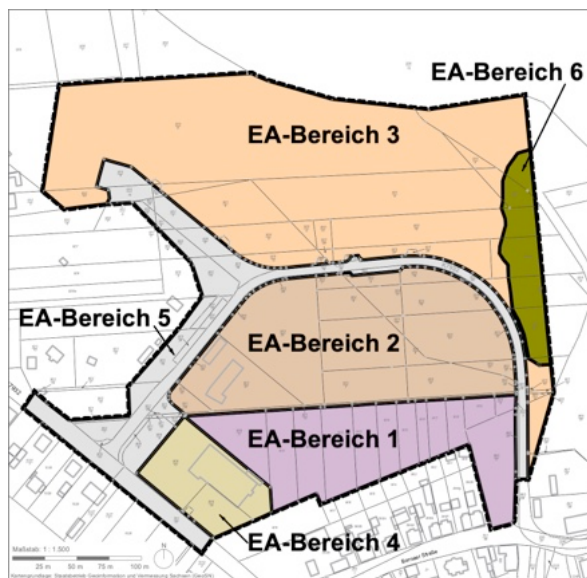 EA-Bereich 6
EA-Bereich 3
EA-Bereich 5
EA-Bereich 2
EA-Bereich 1
EA-Bereich 4
Maßstab: 1 : 1.500
25 m 50 m 75 m 100 m
N
Straße